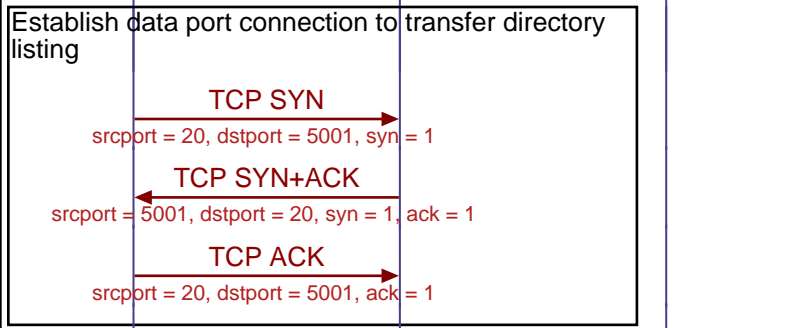 Establish data port connection to transfer directory
listing
TCP SYN
srcport = 20, dstport = 5001, syn = 1
TCP SYN+ACK
srcport = 5001, dstport = 20, syn = 1, ack = 1
TCP ACK
srcport = 20, dstport = 5001, ack = 1